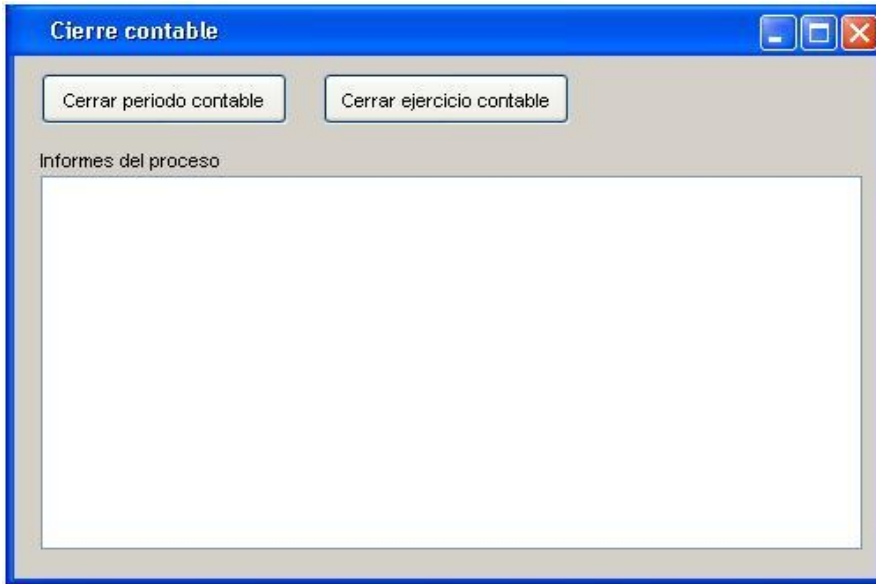 Cierre contable
Cerrar periodo contable Cerrar ejercicio contable
Informes del proceso